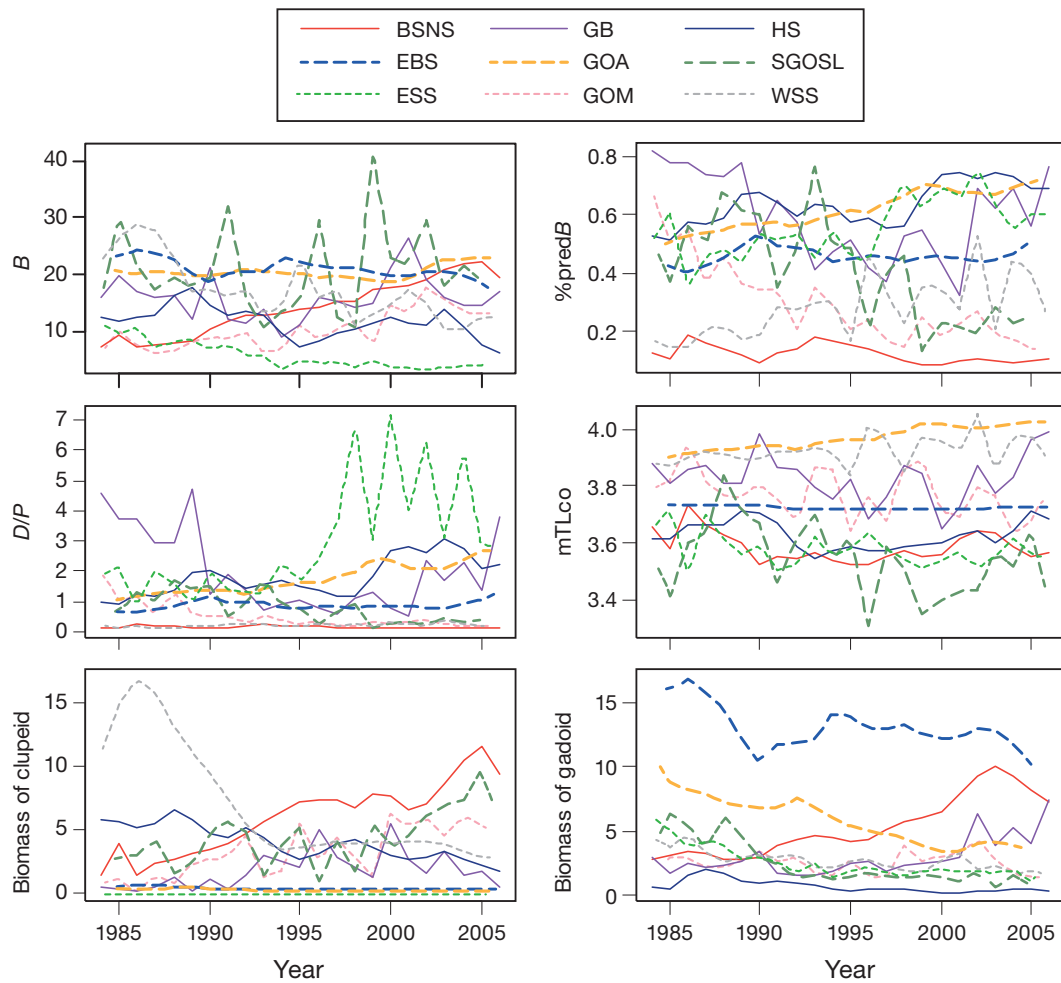 BSNS GB HS
EBS GOA SGOSL
ESS GOM WSS
B
40
30
20
10
%predB
0.8
0.6
0.4
0.2
D/P
7
6
5
4
3
2
1
0
mTLco
4.0
3.8
3.6
3.4
Biomass of clupeid
15
10
5
0
1985 1990 1995 2000 2005
Year
Biomass of gadoid
15
10
5
0
1985 1990 1995 2000 2005
Year